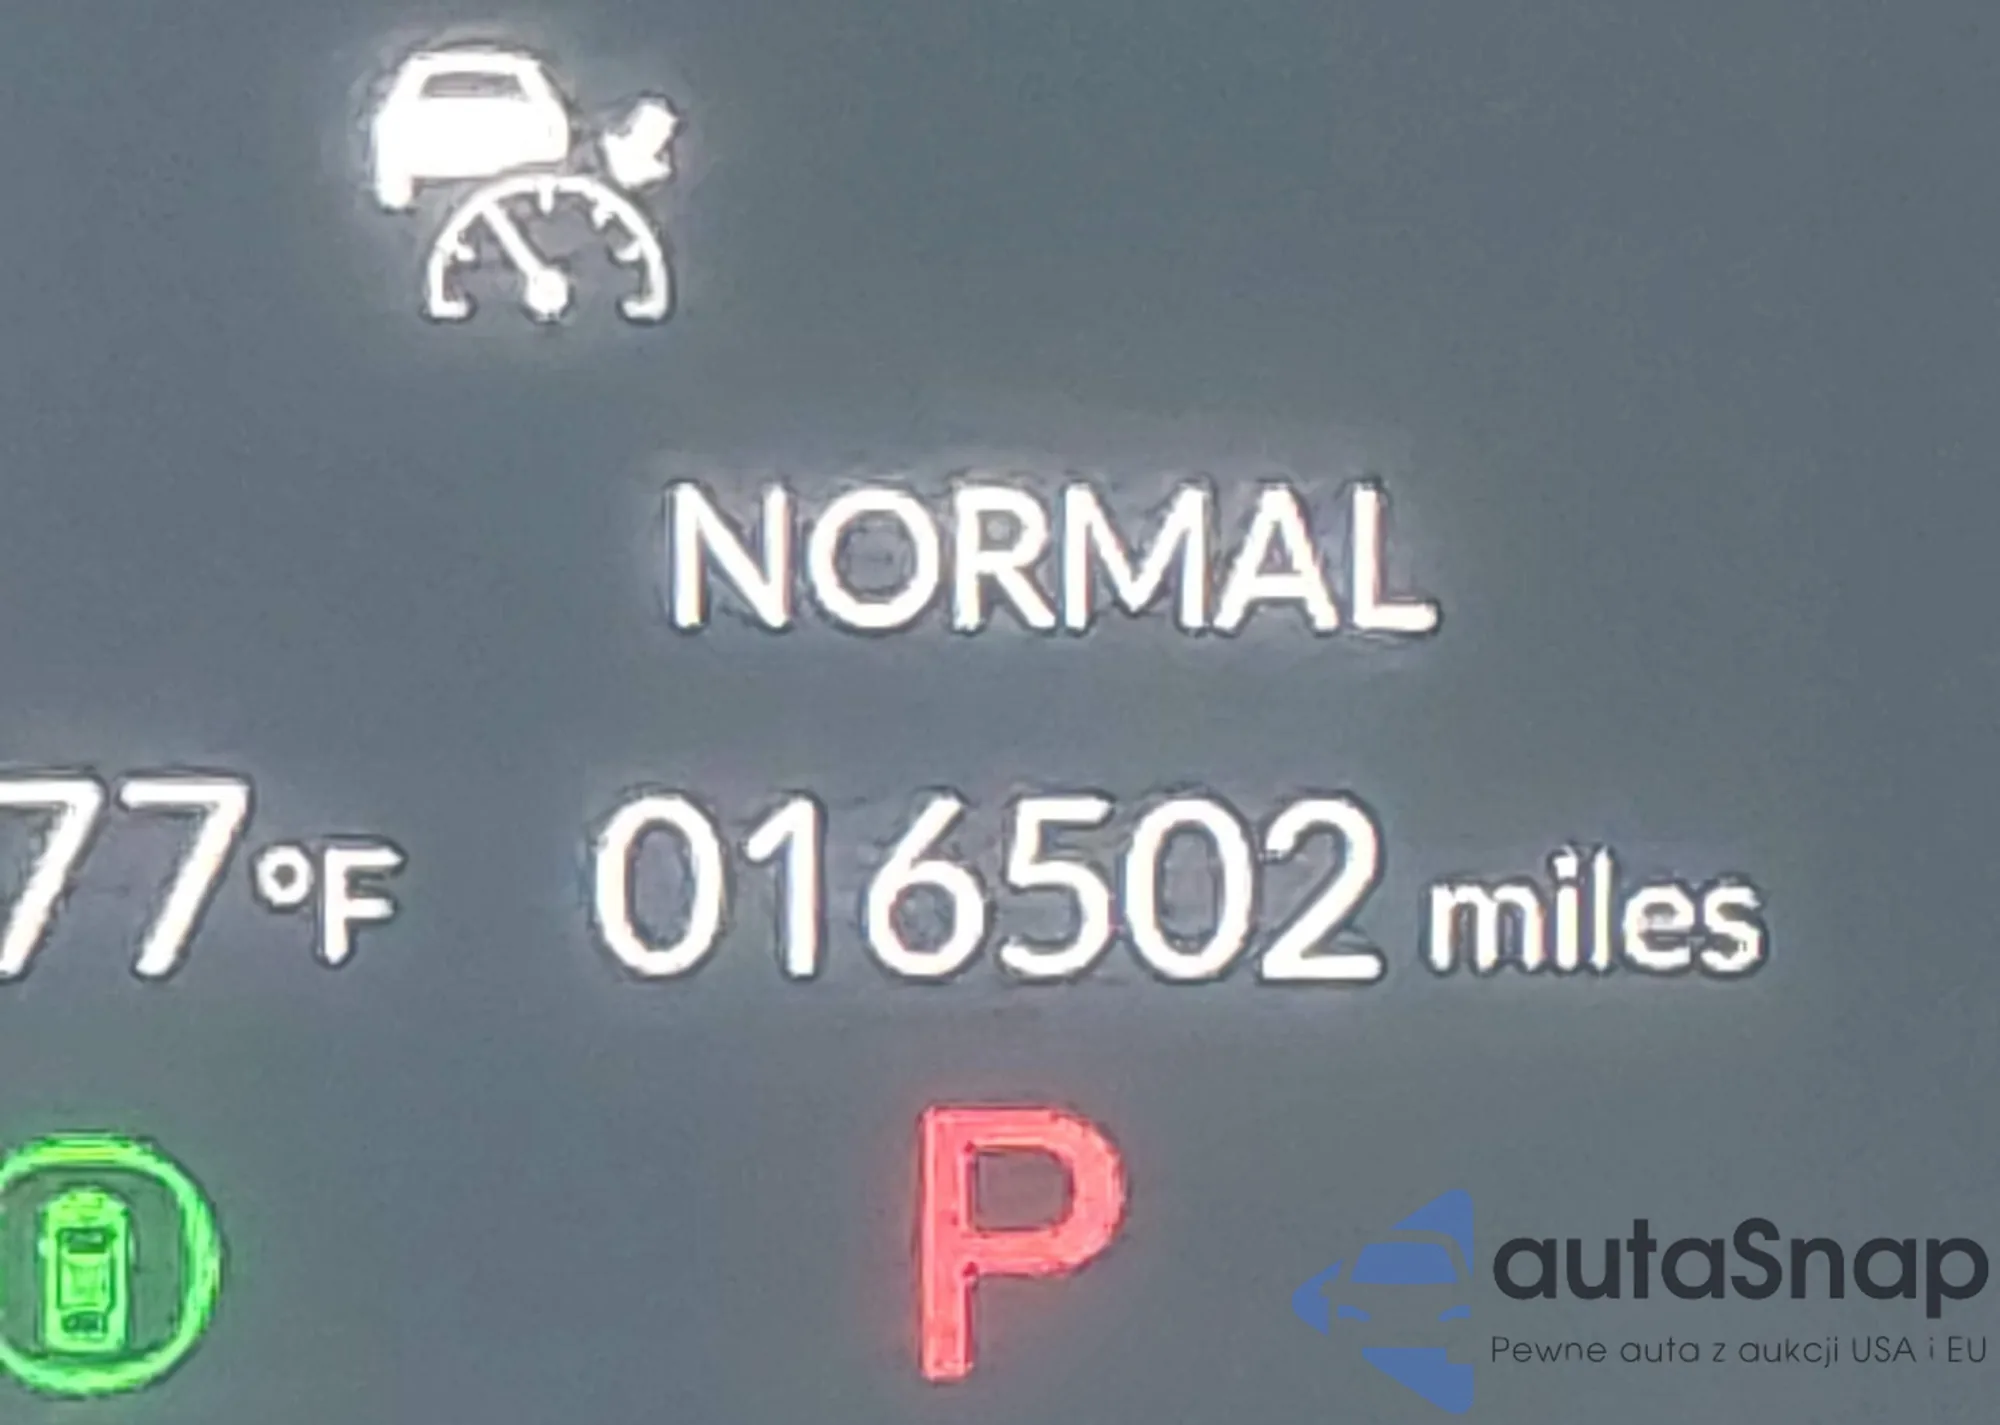 NORMAL
77°F 016502 miles
P
autaSnap
Pewne auta z aukcji USA i EU